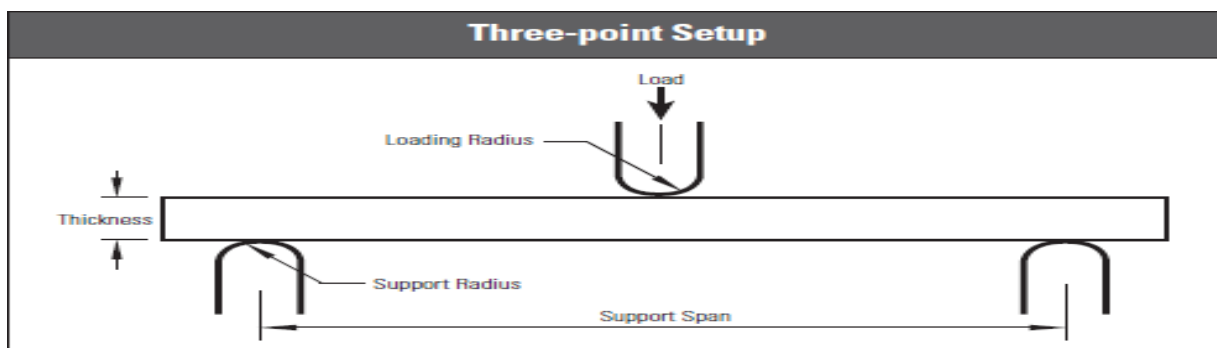 Three-point Setup
Load
Loading Radius
Thickness
Support Radius
Support Span